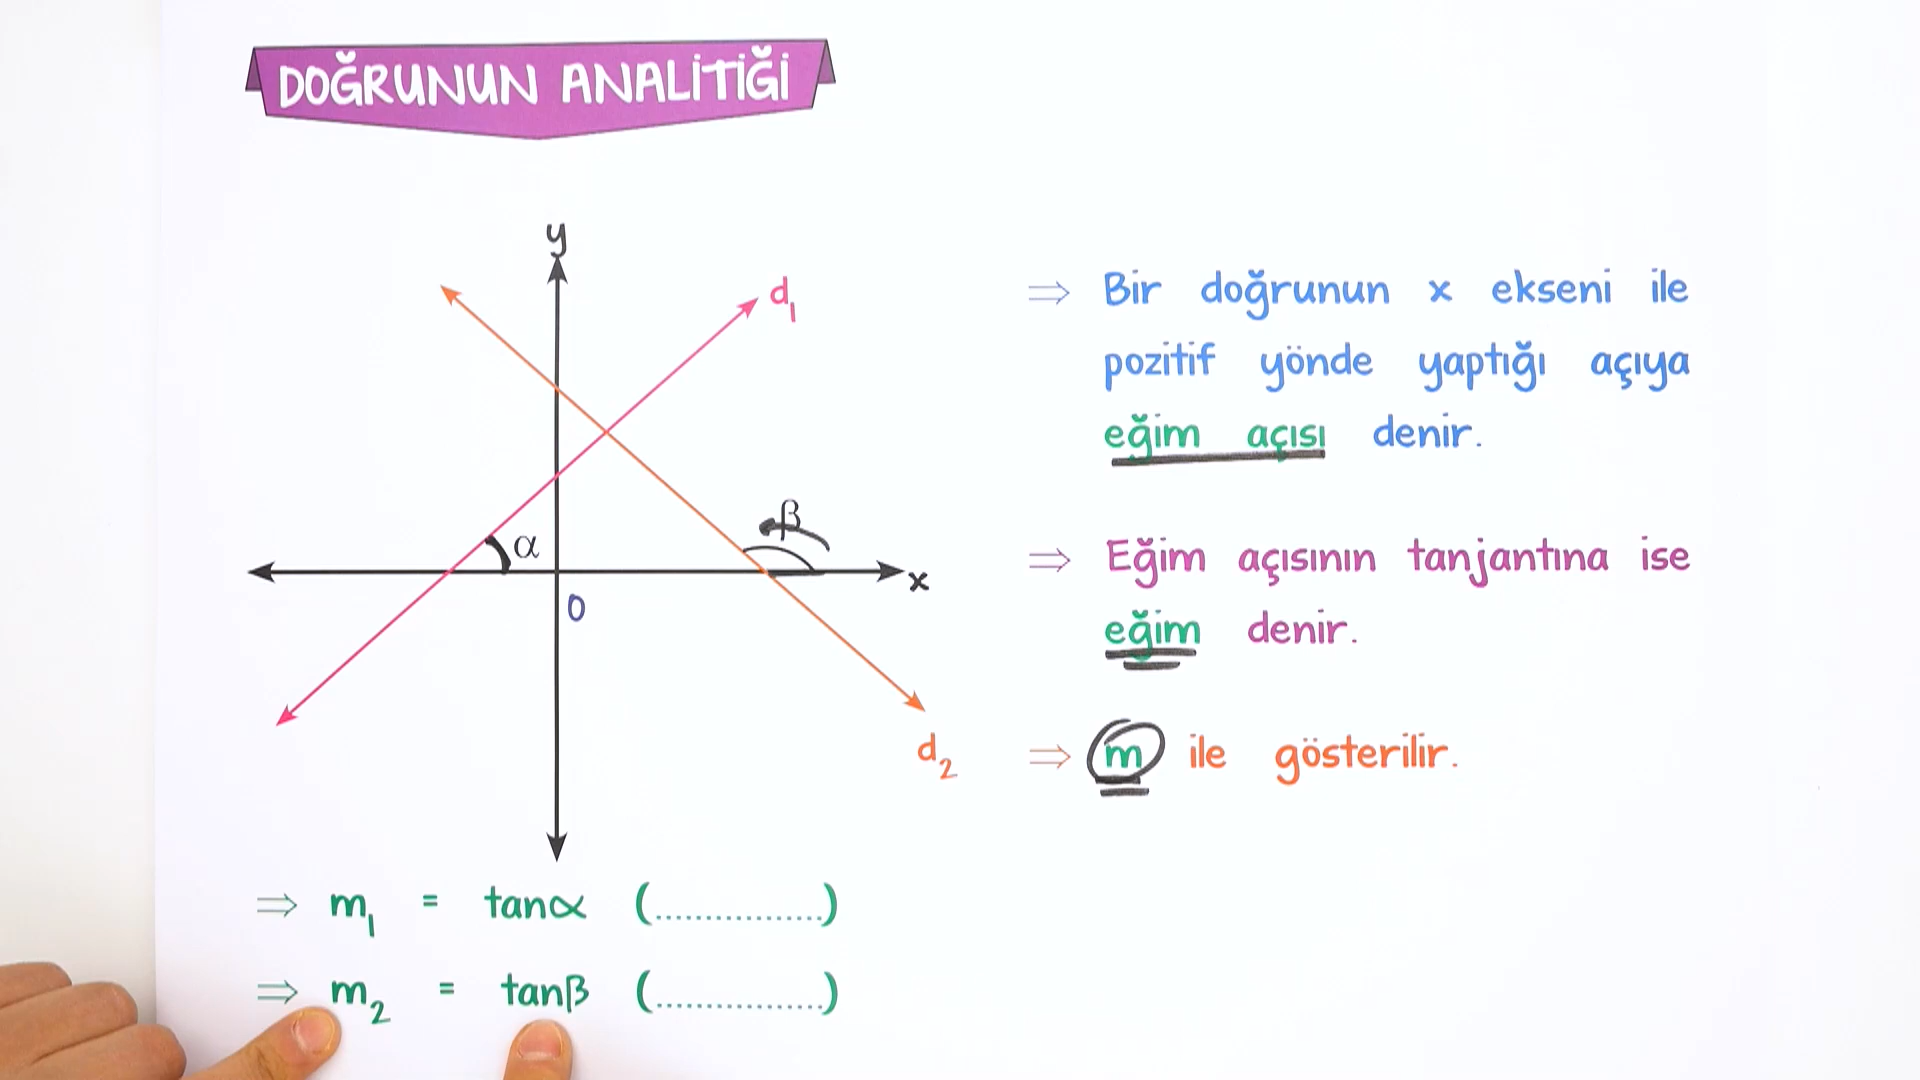 DOĞRUNUN ANALİTİĞİ
y
d1
α
β
x
0
d2
⇒ Bir doğrunun x ekseni ile
pozitif yönde yaptığı açıya
eğim açısı denir.
⇒ Eğim açısının tanjantına ise
eğim denir.
⇒ m ile gösterilir.
⇒ m1 = tanα (................)
⇒ m2 = tanβ (................)